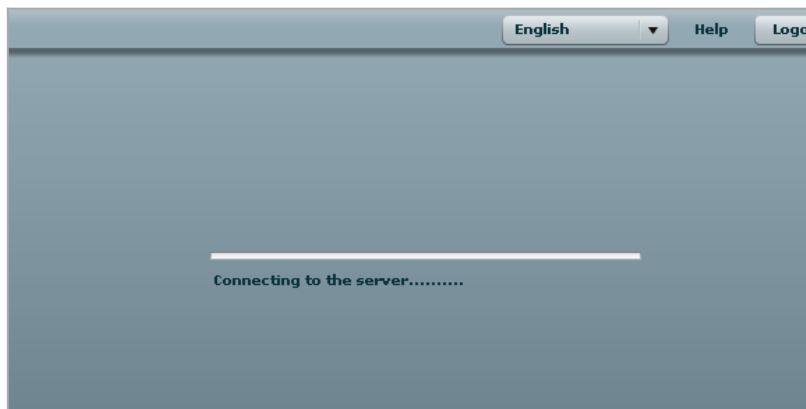 English Help
Connecting to the server..........